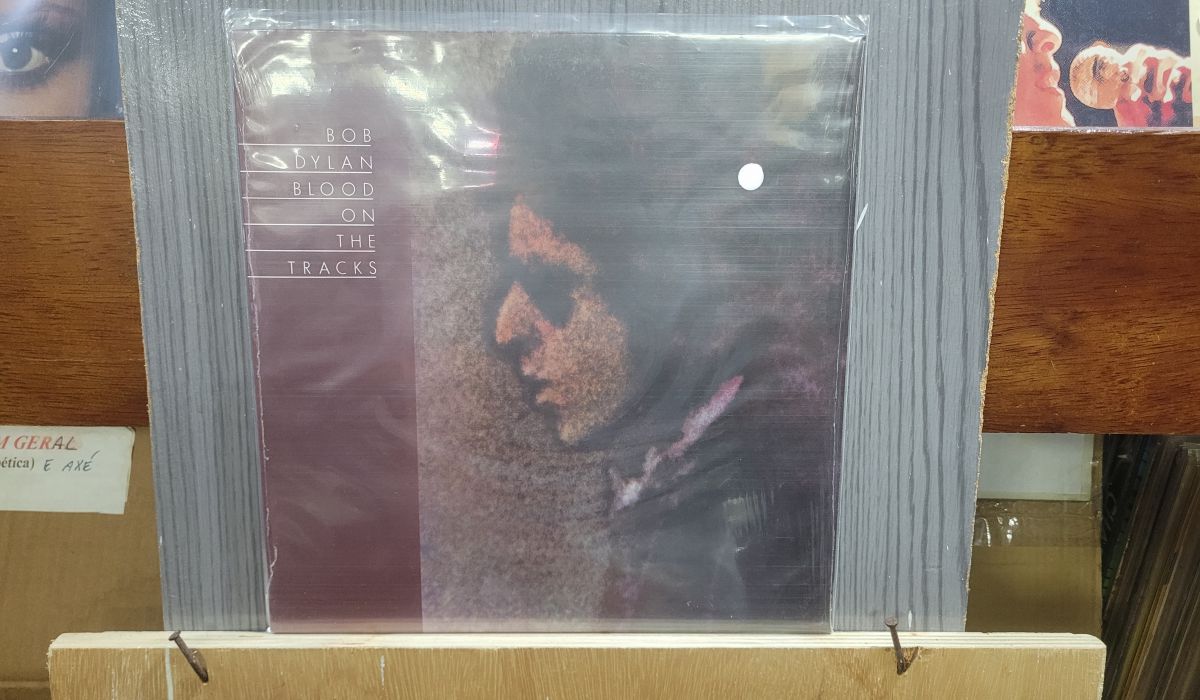 BOB
DYLAN
BLOOD
ON
THE
TRACKS
M GERAL
ética) E AXÉ